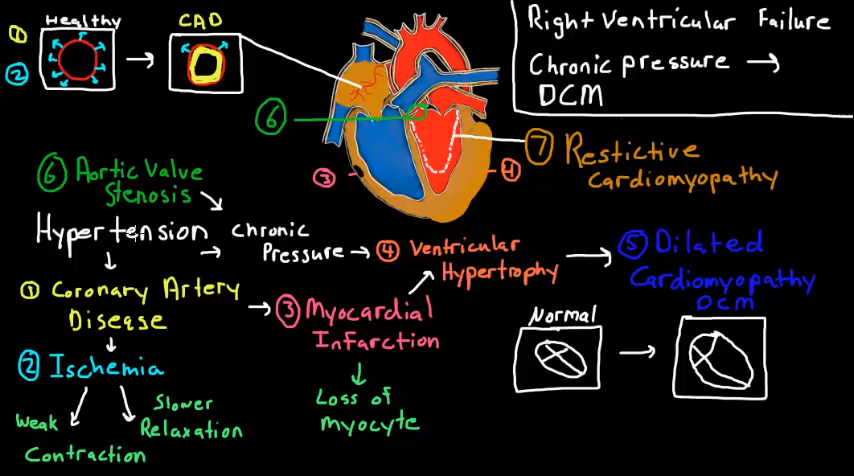 Healthy
CAD
1
2
Right Ventricular Failure
Chronic pressure →
DCM
6
7 Restictive
Cardiomyopathy
3
4
6 Aortic Valve
Stenosis
Hypertension
Chronic
Pressure → 4 Ventricular
Hypertrophy
5 Dilated
Cardiomyopathy
DCM
1 Coronary Artery
Disease
3 Myocardial
Infarction
2 Ischemia
Weak
Contraction
Slower
Relaxation
Loss of
myocyte
Normal